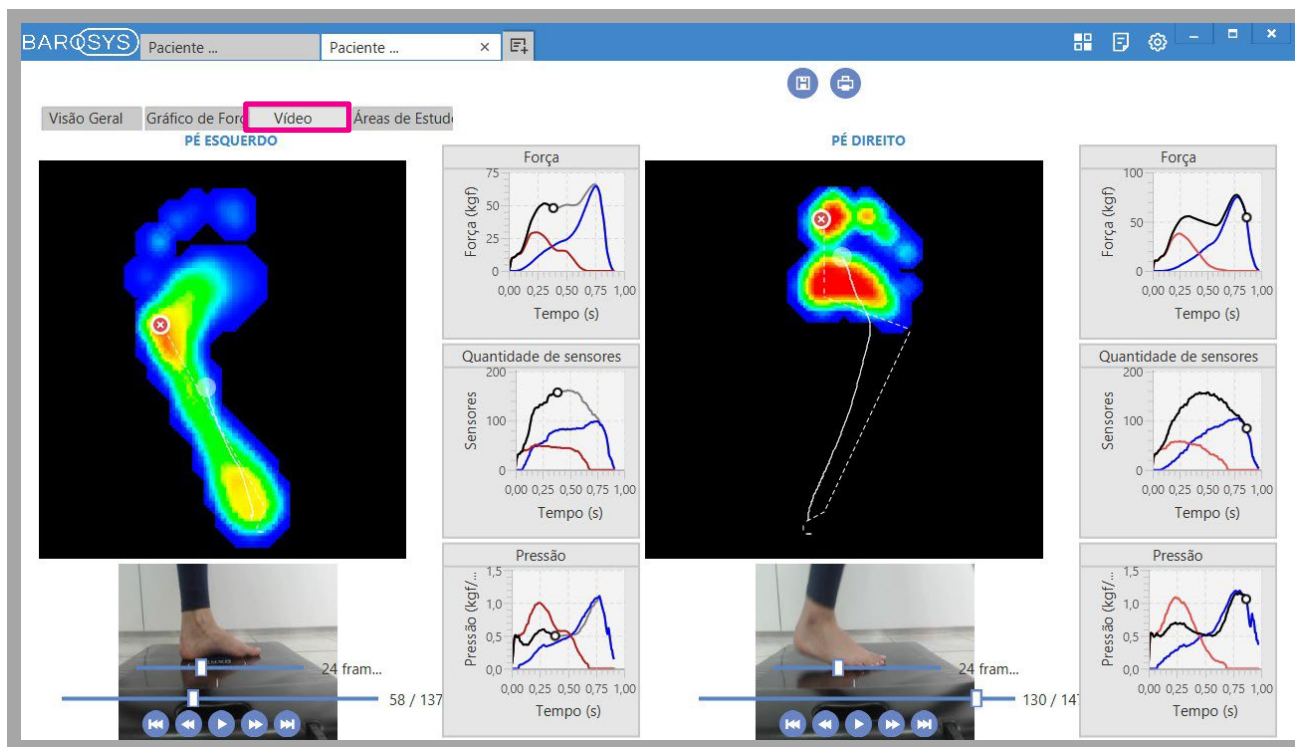 BAROSYS
Paciente ...
Paciente ...
Visão Geral
Gráfico de Forç
Vídeo
Áreas de Estud
PÉ ESQUERDO
Força
Força (kgf)
75
50
25
0
0,00 0,25 0,50 0,75 1,00
Tempo (s)
Quantidade de sensores
Sensores
200
100
0
0,00 0,25 0,50 0,75 1,00
Tempo (s)
Pressão
Pressão (kgf/...
1,5
1,0
0,5
0,0
0,00 0,25 0,50 0,75 1,00
Tempo (s)
24 fram...
58 / 137
PÉ DIREITO
Força
Força (kgf)
100
50
0
0,00 0,25 0,50 0,75 1,00
Tempo (s)
Quantidade de sensores
Sensores
200
100
0
0,00 0,25 0,50 0,75 1,00
Tempo (s)
Pressão
Pressão (kgf/...
1,5
1,0
0,5
0,0
0,00 0,25 0,50 0,75 1,00
Tempo (s)
24 fram...
130 / 147